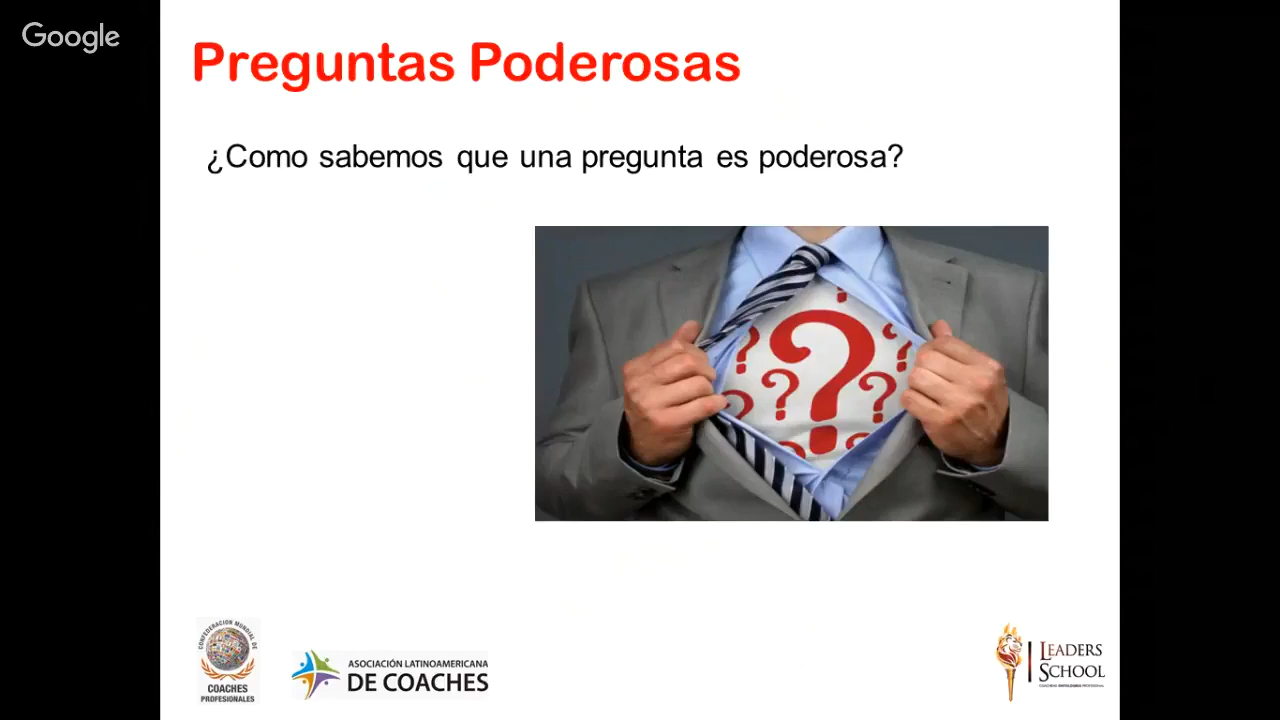 Google
Preguntas Poderosas
¿Como sabemos que una pregunta es poderosa?
CONFEDERACION MUNDIAL DE
COACHES
PROFESIONALES
ASOCIACIÓN LATINOAMERICANA
DE COACHES
LEADERS
SCHOOL